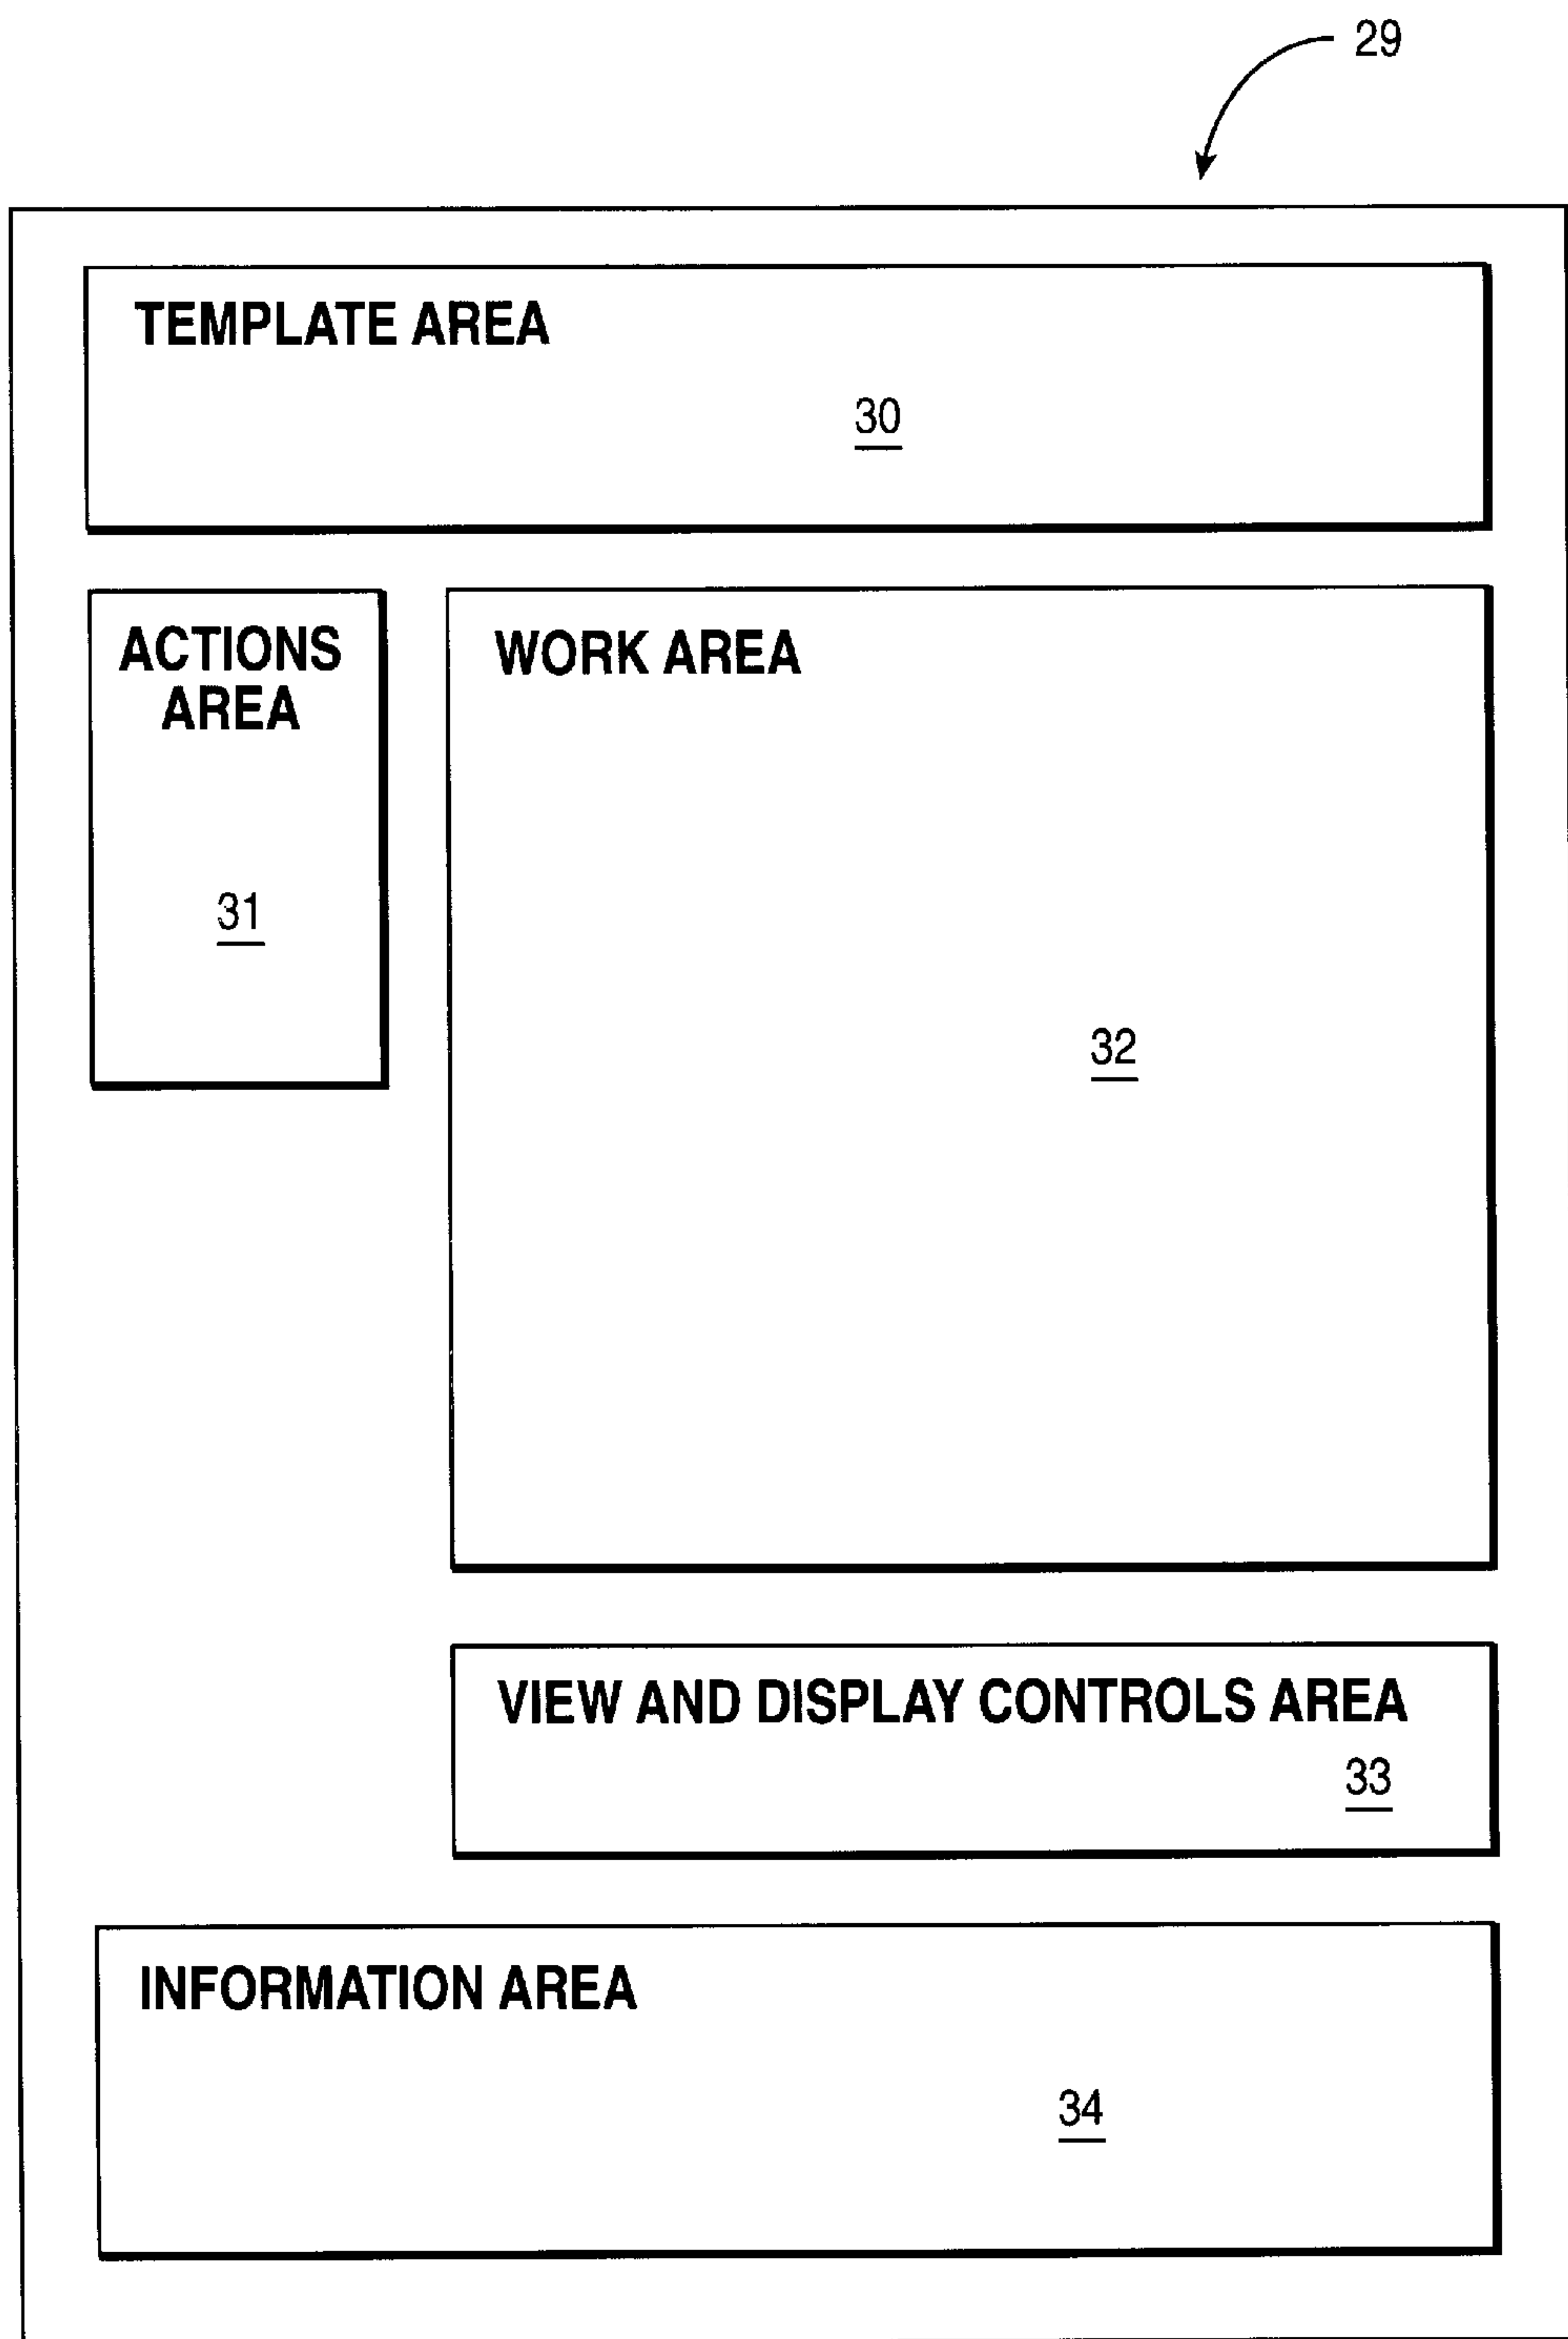 29
TEMPLATE AREA
30
ACTIONS
AREA
31
WORK AREA
32
VIEW AND DISPLAY CONTROLS AREA
33
INFORMATION AREA
34